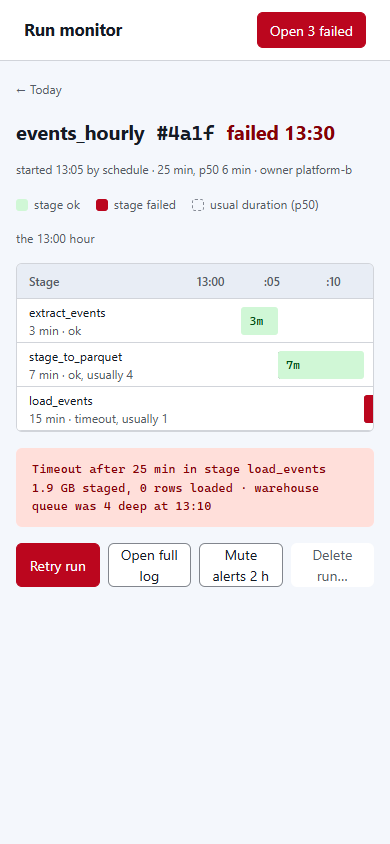 Run monitor
Open 3 failed
← Today
events_hourly #4a1f failed 13:30
started 13:05 by schedule · 25 min, p50 6 min · owner platform-b
stage ok
stage failed
usual duration (p50)
the 13:00 hour
Stage 13:00 :05 :10
extract_events
3 min · ok
3m
stage_to_parquet
7 min · ok, usually 4
7m
load_events
15 min · timeout, usually 1
Timeout after 25 min in stage load_events
1.9 GB staged, 0 rows loaded · warehouse
queue was 4 deep at 13:10
Retry run
Open full
log
Mute
alerts 2 h
Delete
run…